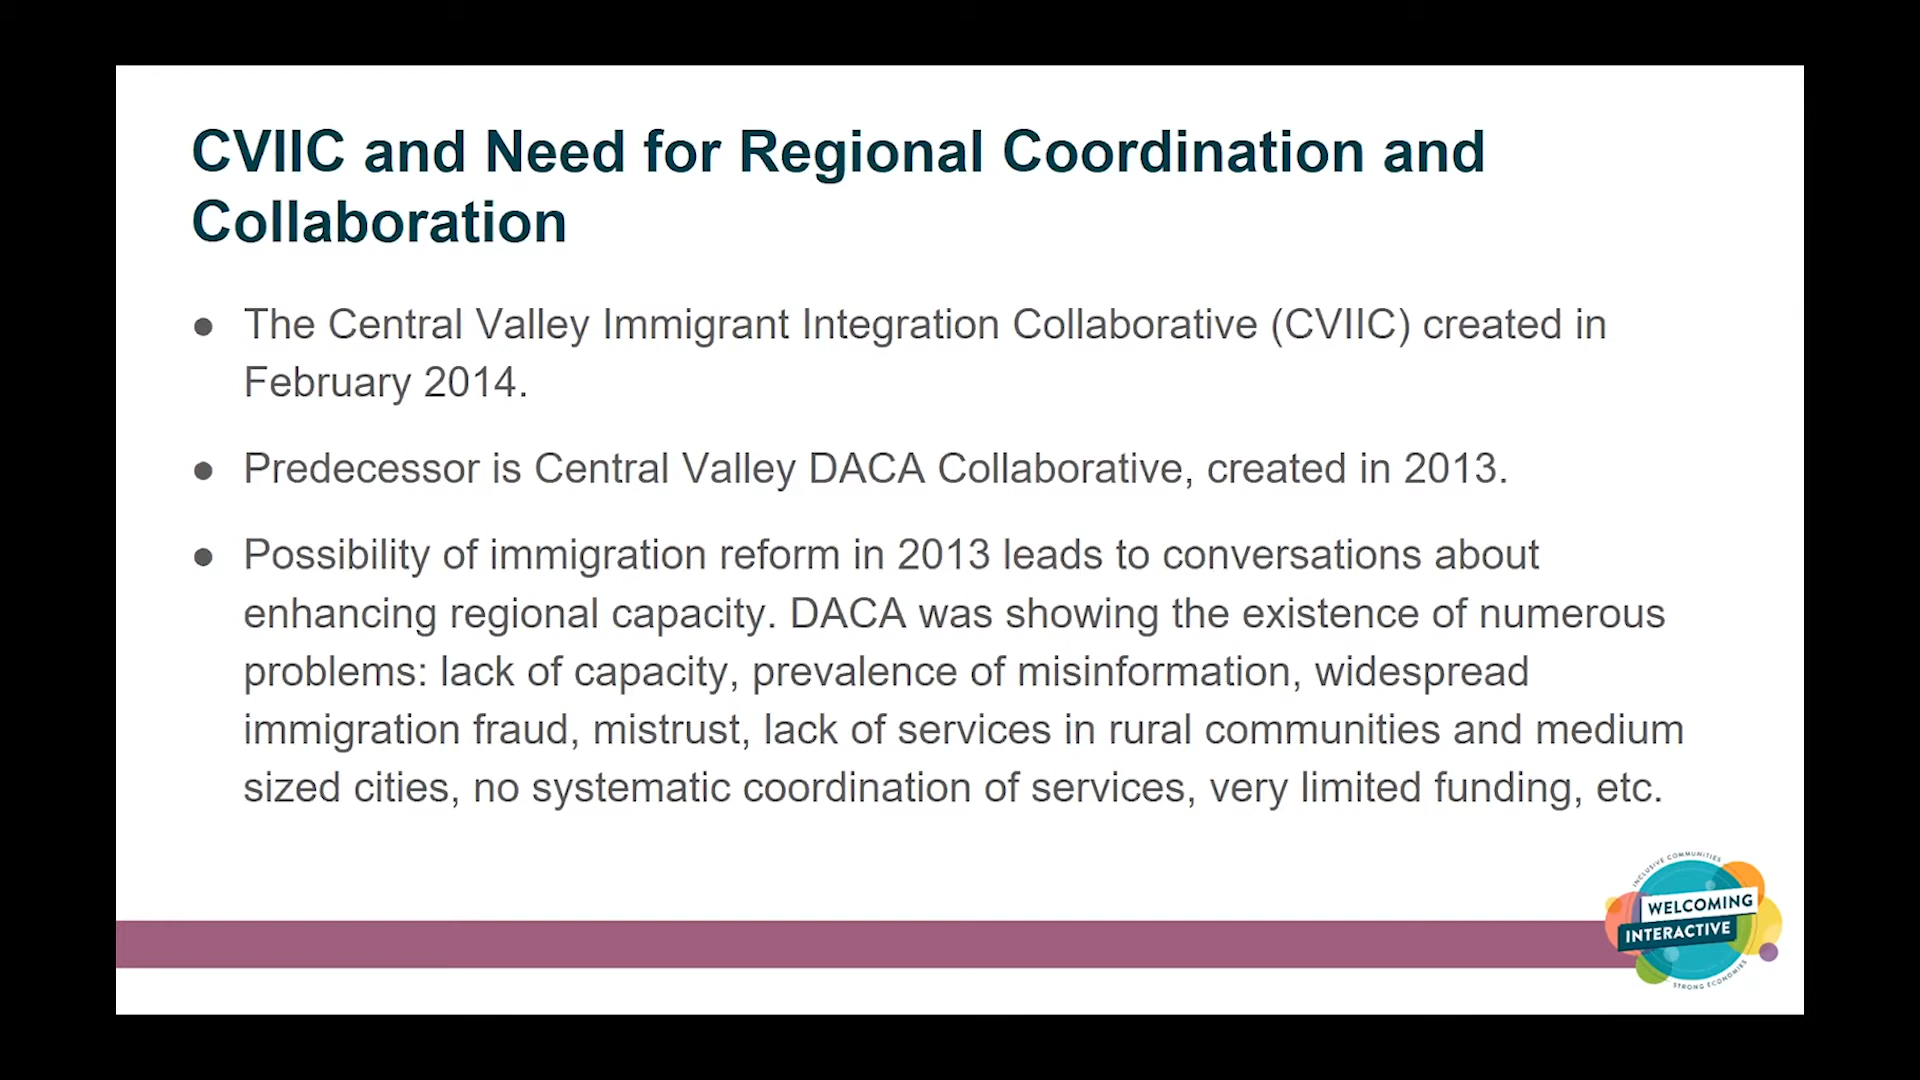 CVIIC and Need for Regional Coordination and
Collaboration
● The Central Valley Immigrant Integration Collaborative (CVIIC) created in
February 2014.
● Predecessor is Central Valley DACA Collaborative, created in 2013.
● Possibility of immigration reform in 2013 leads to conversations about
enhancing regional capacity. DACA was showing the existence of numerous
problems: lack of capacity, prevalence of misinformation, widespread
immigration fraud, mistrust, lack of services in rural communities and medium
sized cities, no systematic coordination of services, very limited funding, etc.
INCLUSIVE COMMUNITIES
WELCOMING
INTERACTIVE
STRONG ECONOMIES